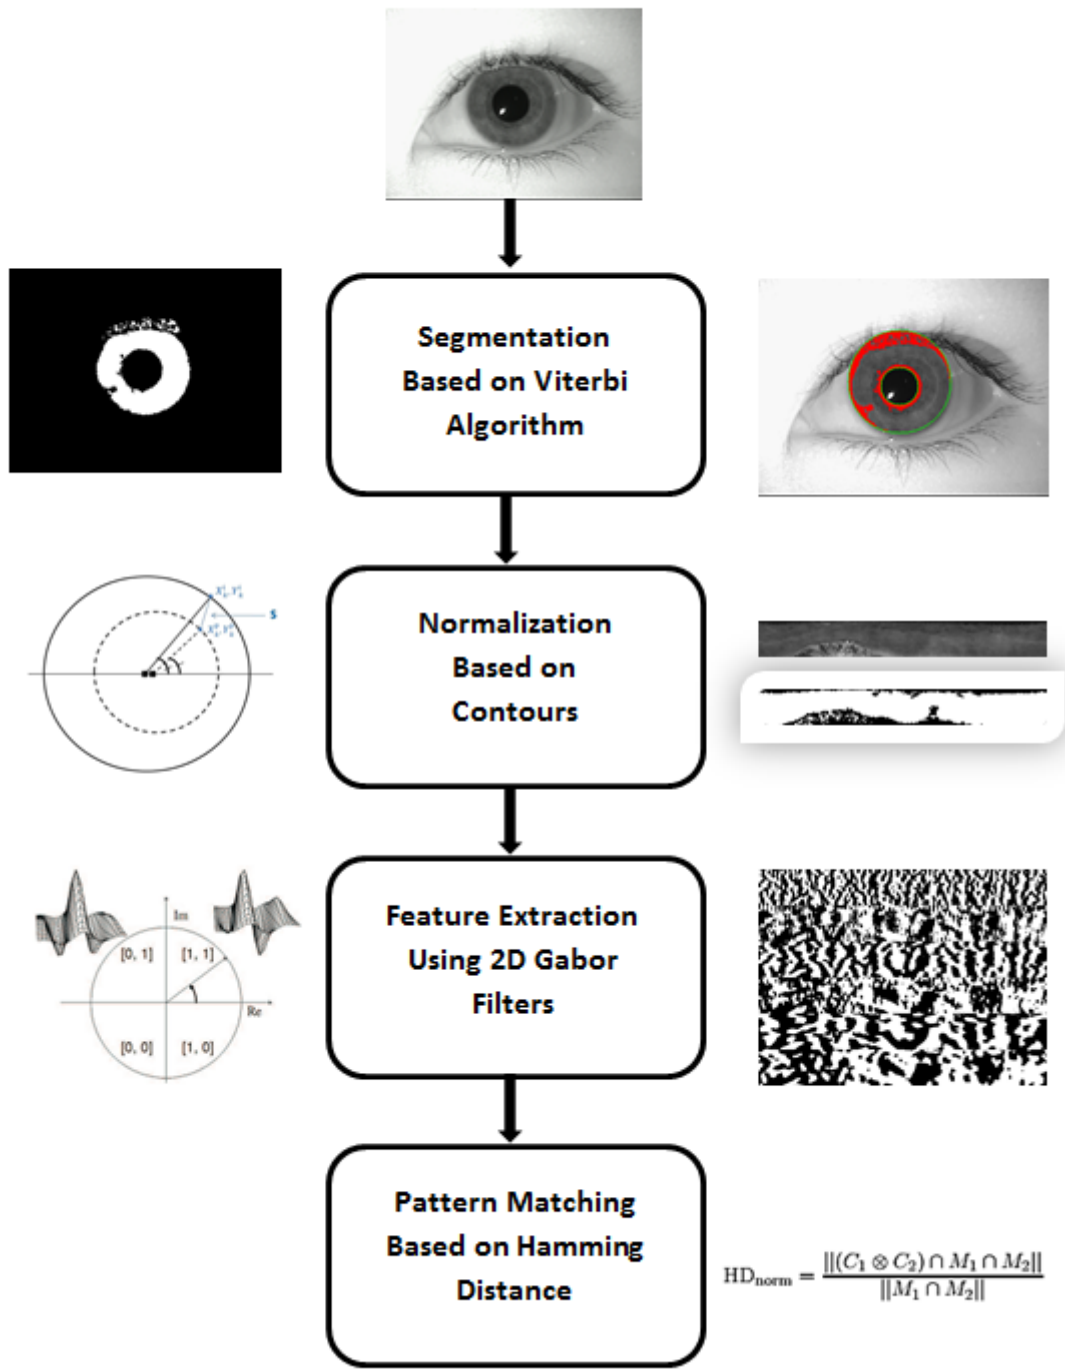 Segmentation
Based on Viterbi
Algorithm
Normalization
Based on
Contours
S
Feature Extraction
Using 2D Gabor
Filters
Im
[0, 1] [1, 1]
Re
[0, 0] [1, 0]
Pattern Matching
Based on Hamming
Distance
HD_norm = ||(C₁ ⊗ C₂) ∩ M₁ ∩ M₂|| / ||M₁ ∩ M₂||